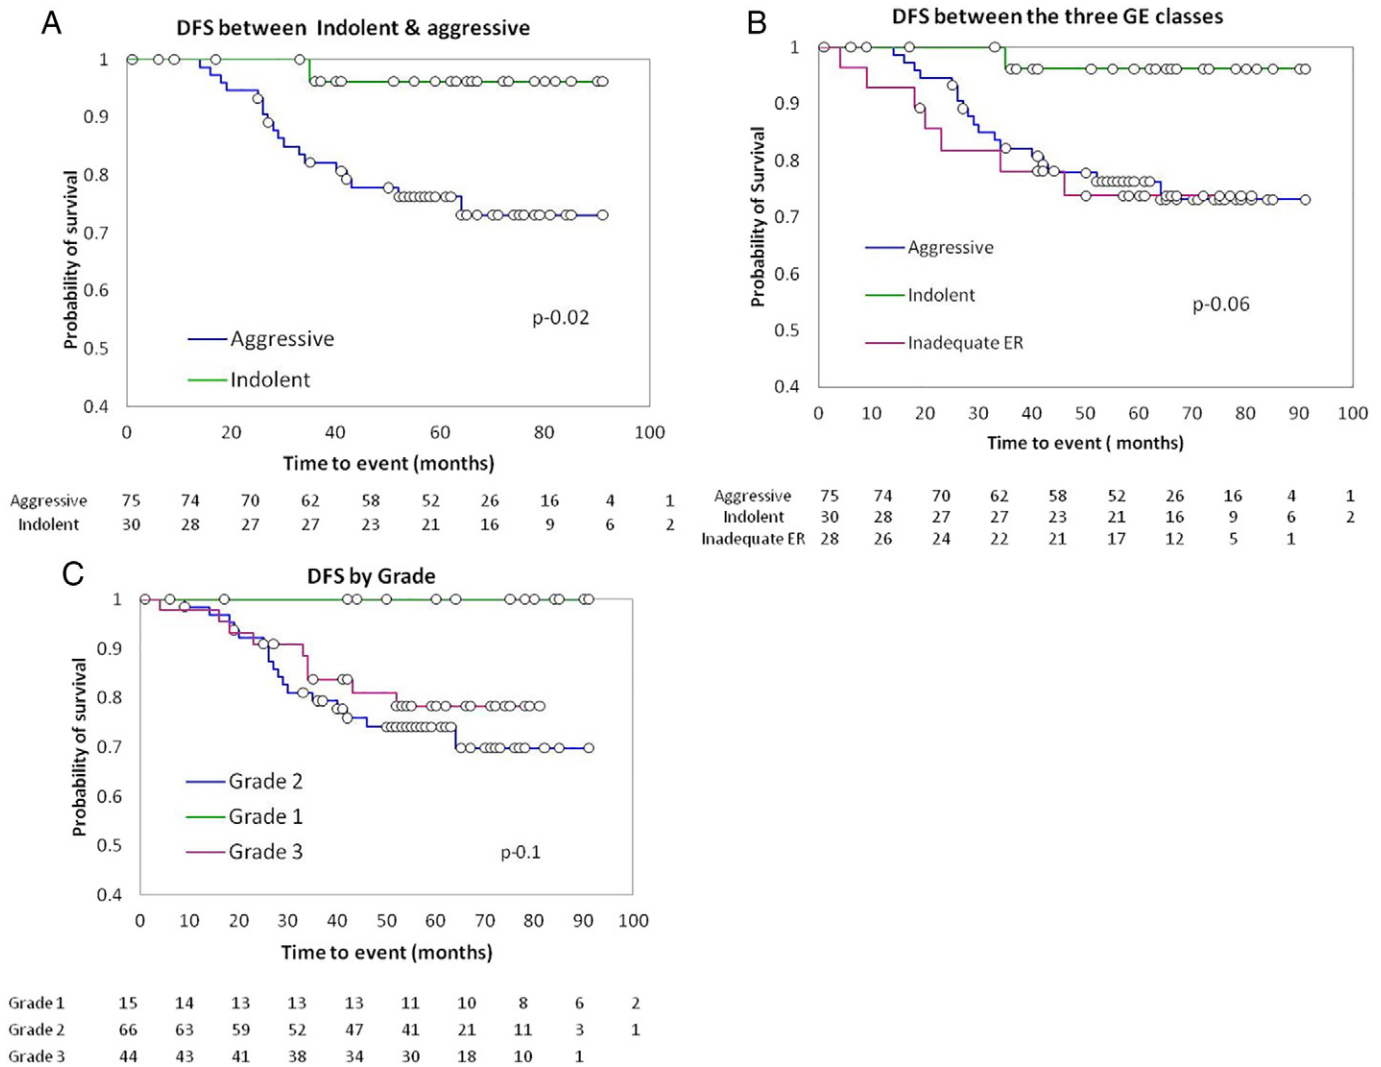 A
DFS between Indolent & aggressive
1
0.9
0.8
0.7
0.6
0.5
0.4
Probability of survival
Aggressive
Indolent
p-0.02
0 20 40 60 80 100
Time to event (months)
Aggressive 75 74 70 62 58 52 26 16 4 1
Indolent 30 28 27 27 23 21 16 9 6 2
B
DFS between the three GE classes
1
0.9
0.8
0.7
0.6
0.5
0.4
Probability of Survival
Aggressive
Indolent
Inadequate ER
p-0.06
0 10 20 30 40 50 60 70 80 90 100
Time to event ( months)
Aggressive 75 74 70 62 58 52 26 16 4 1
Indolent 30 28 27 27 23 21 16 9 6 2
Inadequate ER 28 26 24 22 21 17 12 5 1
C
DFS by Grade
1
0.9
0.8
0.7
0.6
0.5
0.4
Probability of survival
Grade 2
Grade 1
Grade 3
p-0.1
0 10 20 30 40 50 60 70 80 90 100
Time to event (months)
Grade 1 15 14 13 13 13 11 10 8 6 2
Grade 2 66 63 59 52 47 41 21 11 3 1
Grade 3 44 43 41 38 34 30 18 10 1